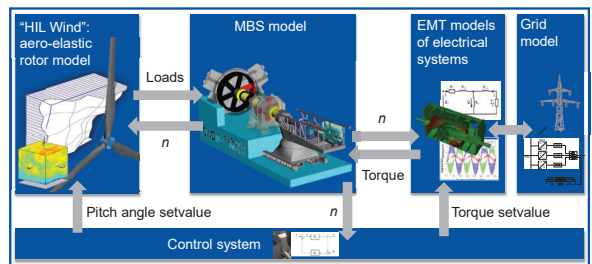 “HIL Wind”:
aero-elastic
rotor model
Loads
n
MBS model
n
Torque
EMT models
of electrical
systems
Grid
model
Pitch angle setvalue
n
Torque setvalue
Control system